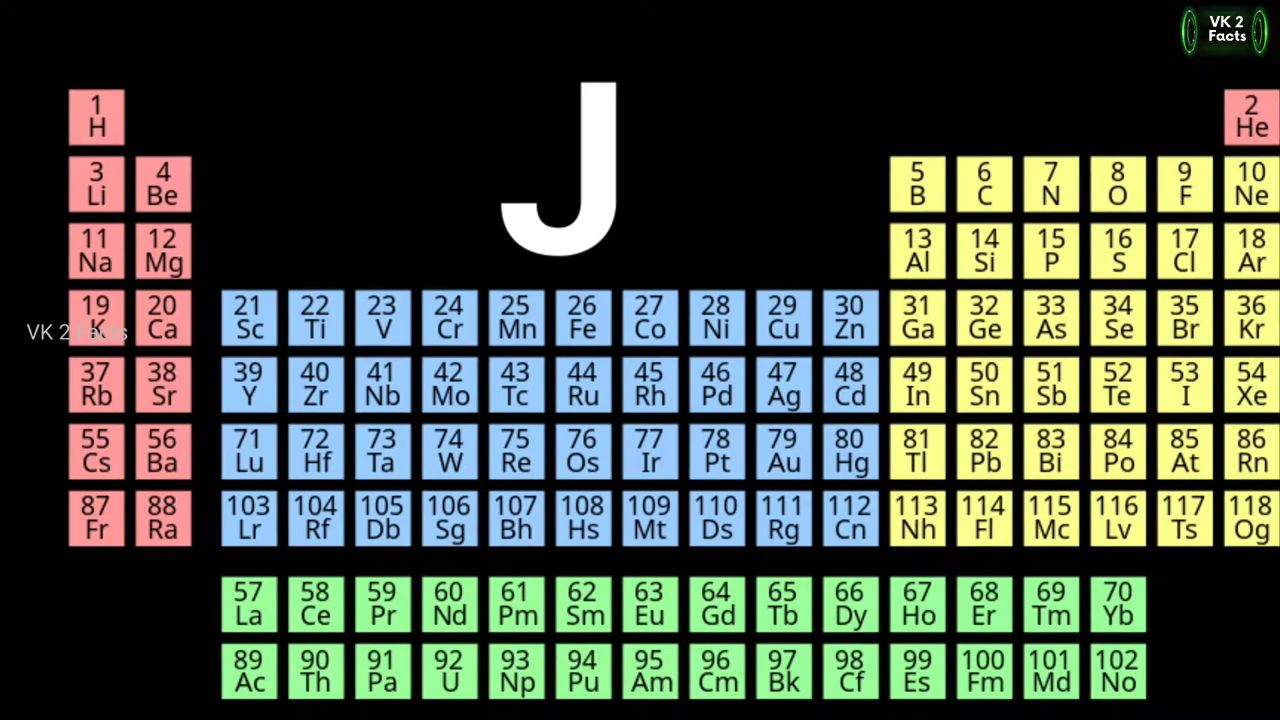 VK 2
Facts
J
1
H
2
He
3
Li
4
Be
5
B
6
C
7
N
8
O
9
F
10
Ne
11
Na
12
Mg
13
Al
14
Si
15
P
16
S
17
Cl
18
Ar
19
K
20
Ca
21
Sc
22
Ti
23
V
24
Cr
25
Mn
26
Fe
27
Co
28
Ni
29
Cu
30
Zn
31
Ga
32
Ge
33
As
34
Se
35
Br
36
Kr
VK 2 Facts
37
Rb
38
Sr
39
Y
40
Zr
41
Nb
42
Mo
43
Tc
44
Ru
45
Rh
46
Pd
47
Ag
48
Cd
49
In
50
Sn
51
Sb
52
Te
53
I
54
Xe
55
Cs
56
Ba
71
Lu
72
Hf
73
Ta
74
W
75
Re
76
Os
77
Ir
78
Pt
79
Au
80
Hg
81
Tl
82
Pb
83
Bi
84
Po
85
At
86
Rn
87
Fr
88
Ra
103
Lr
104
Rf
105
Db
106
Sg
107
Bh
108
Hs
109
Mt
110
Ds
111
Rg
112
Cn
113
Nh
114
Fl
115
Mc
116
Lv
117
Ts
118
Og
57
La
58
Ce
59
Pr
60
Nd
61
Pm
62
Sm
63
Eu
64
Gd
65
Tb
66
Dy
67
Ho
68
Er
69
Tm
70
Yb
89
Ac
90
Th
91
Pa
92
U
93
Np
94
Pu
95
Am
96
Cm
97
Bk
98
Cf
99
Es
100
Fm
101
Md
102
No